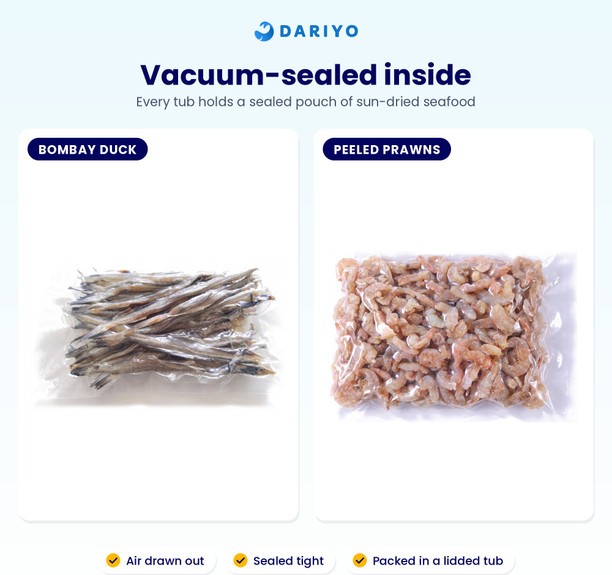 DARIYO
Vacuum-sealed inside
Every tub holds a sealed pouch of sun-dried seafood
BOMBAY DUCK
PEELED PRAWNS
Air drawn out
Sealed tight
Packed in a lidded tub